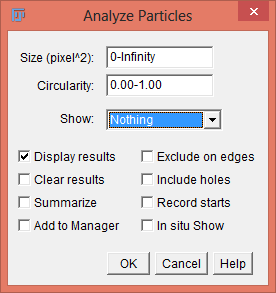 Analyze Particles
Size (pixel^2): 0-Infinity
Circularity: 0.00-1.00
Show: Nothing
Display results Exclude on edges
Clear results Include holes
Summarize Record starts
Add to Manager In situ Show
OK Cancel Help